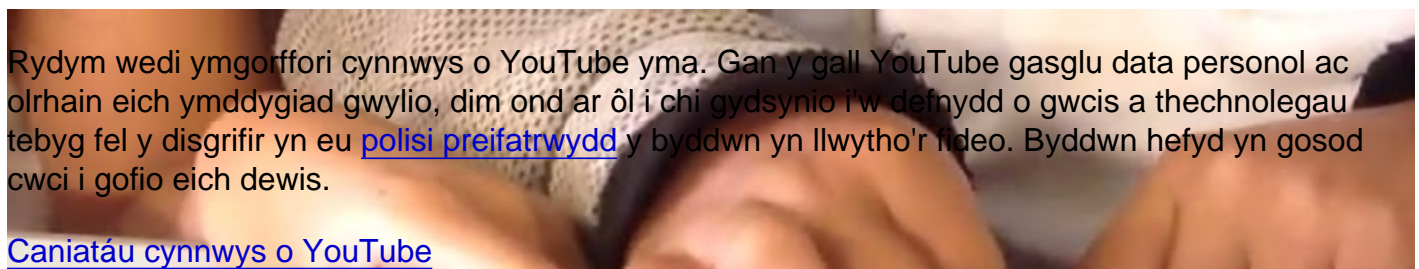 Rydym wedi ymgorffori cynnwys o YouTube yma. Gan y gall YouTube gasglu data personol ac
olrhain eich ymddygiad gwylio, dim ond ar ôl i chi gydsynio i'w defnydd o gwcis a thechnolegau
tebyg fel y disgrifir yn eu polisi preifatrwydd y byddwn yn llwytho'r fideo. Byddwn hefyd yn gosod
cwci i gofio eich dewis.
Caniatáu cynnwys o YouTube